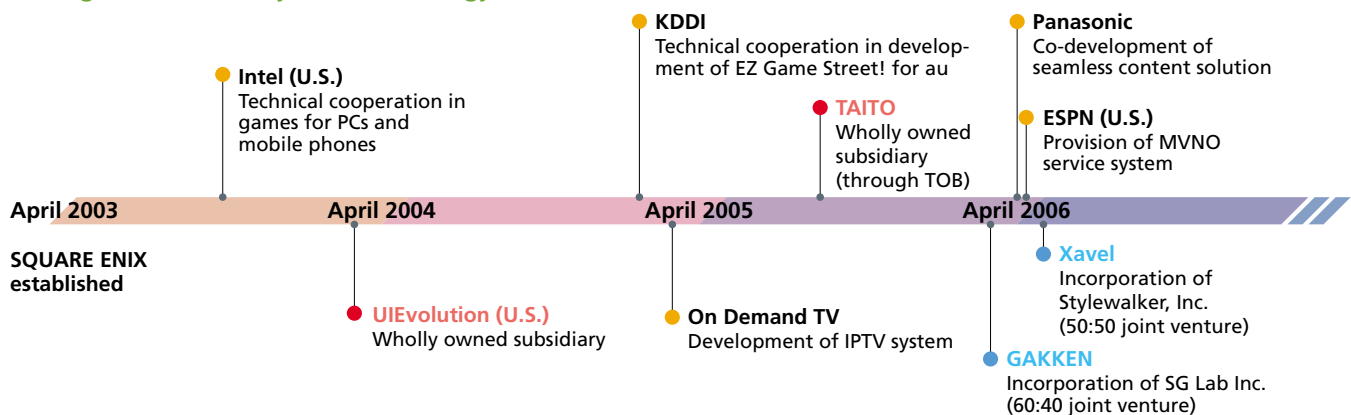 KDDI
Technical cooperation in develop-
ment of EZ Game Street! for au
Panasonic
Co-development of
seamless content solution
Intel (U.S.)
Technical cooperation in
games for PCs and
mobile phones
TAITO
Wholly owned
subsidiary
(through TOB)
ESPN (U.S.)
Provision of MVNO
service system
April 2003
April 2004
April 2005
April 2006
SQUARE ENIX
established
UIEvolution (U.S.)
Wholly owned subsidiary
On Demand TV
Development of IPTV system
Xavel
Incorporation of
Stylewalker, Inc.
(50:50 joint venture)
GAKKEN
Incorporation of SG Lab Inc.
(60:40 joint venture)